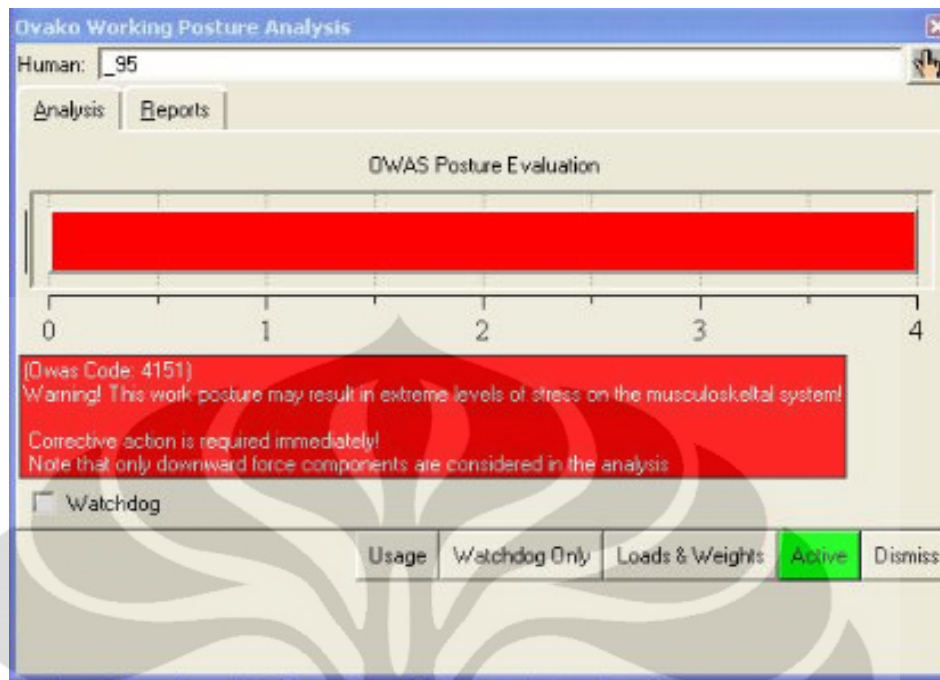 Ovako Working Posture Analysis
Human: _95
Analysis Reports
OWAS Posture Evaluation
0 1 2 3 4
(Owas Code: 4151)
Warning! This work posture may result in extreme levels of stress on the musculoskeltal system!
Corrective action is required immediately!
Note that only downward force components are considered in the analysis
Watchdog
Usage Watchdog Only Loads & Weights Active Dismiss